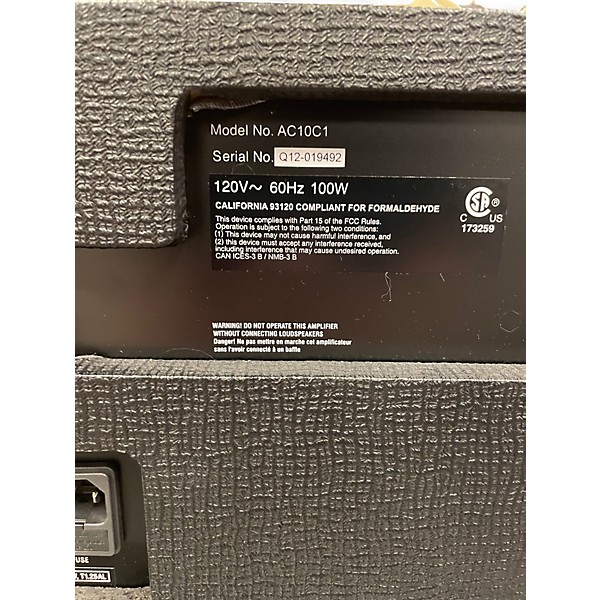 Model No. AC10C1
Serial No. Q12-019492
120V~ 60Hz 100W
CALIFORNIA 93120 COMPLIANT FOR FORMALDEHYDE
This device complies with Part 15 of the FCC Rules.
Operation is subject to the following two conditions:
(1) This device may not cause harmful interference, and
(2) this device must accept any interference received,
including interference that may cause undesired operation.
CAN ICES-3 B / NMB-3 B
SA ®
C US
173259
WARNING! DO NOT OPERATE THIS AMPLIFIER
WITHOUT CONNECTING LOUDSPEAKERS
Danger! Ne pas mettre en marche cet amplificateur
sans l'avoir connecté à un baffle
USE
, T1.25AL